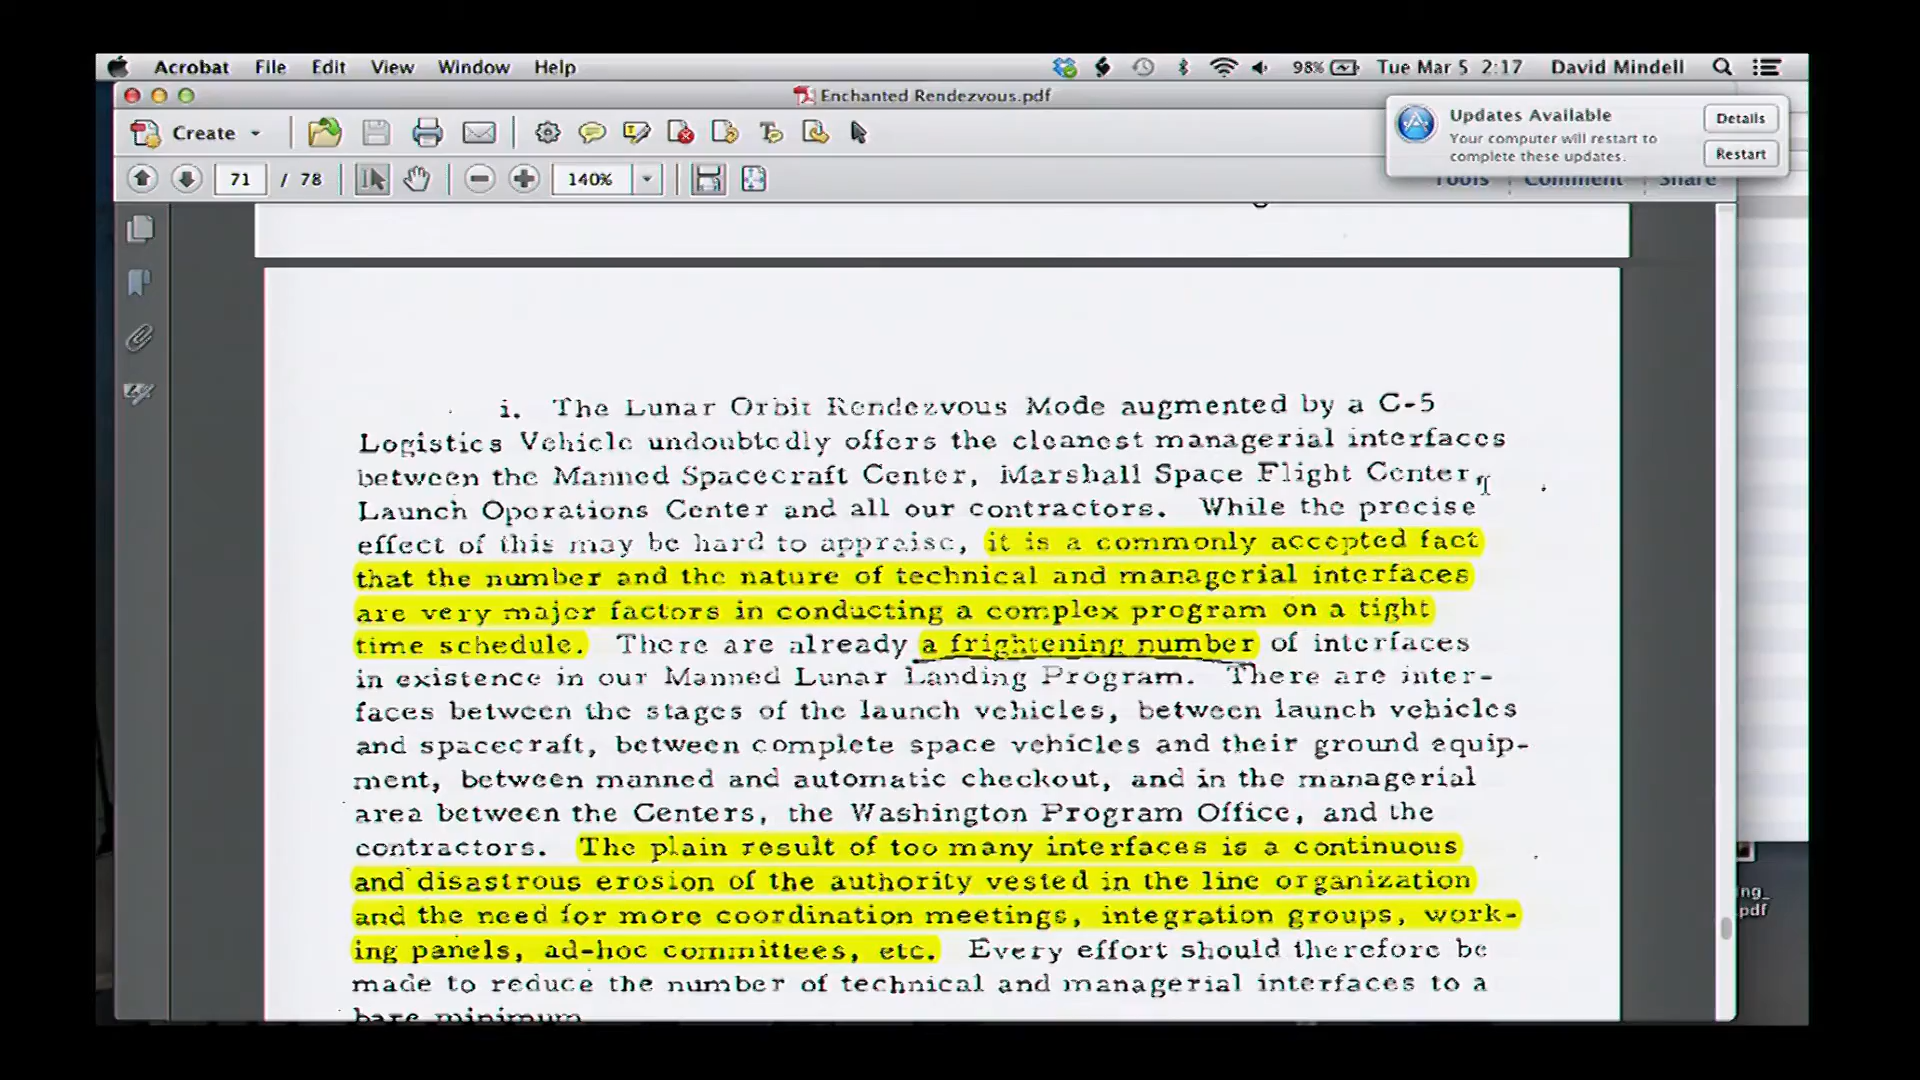 Acrobat File Edit View Window Help 98% Tue Mar 5 2:17 David Mindell
Enchanted Rendezvous.pdf
Updates Available
Details
Your computer will restart to
complete these updates.
Restart
Create
71 / 78 140% Tools Comment Share
i. The Lunar Orbit Rendezvous Mode augmented by a C-5
Logistics Vehicle undoubtedly offers the cleanest managerial interfaces
between the Manned Spacecraft Center, Marshall Space Flight Center,
Launch Operations Center and all our contractors. While the precise
effect of this may be hard to appraise, it is a commonly accepted fact
that the number and the nature of technical and managerial interfaces
are very major factors in conducting a complex program on a tight
time schedule. There are already a frightening number of interfaces
in existence in our Manned Lunar Landing Program. There are inter-
faces between the stages of the launch vehicles, between launch vehicles
and spacecraft, between complete space vehicles and their ground equip-
ment, between manned and automatic checkout, and in the managerial
area between the Centers, the Washington Program Office, and the
contractors. The plain result of too many interfaces is a continuous
and disastrous erosion of the authority vested in the line organization
and the need for more coordination meetings, integration groups, work-
ing panels, ad-hoc committees, etc. Every effort should therefore be
made to reduce the number of technical and managerial interfaces to a
bare minimum.
ng_
.pdf